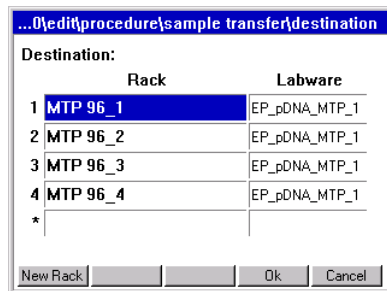 ...0\edit\procedure\sample transfer\destination
Destination:
Rack Labware
1 MTP 96_1 EP_pDNA_MTP_1
2 MTP 96_2 EP_pDNA_MTP_1
3 MTP 96_3 EP_pDNA_MTP_1
4 MTP 96_4 EP_pDNA_MTP_1
*
New Rack Ok Cancel